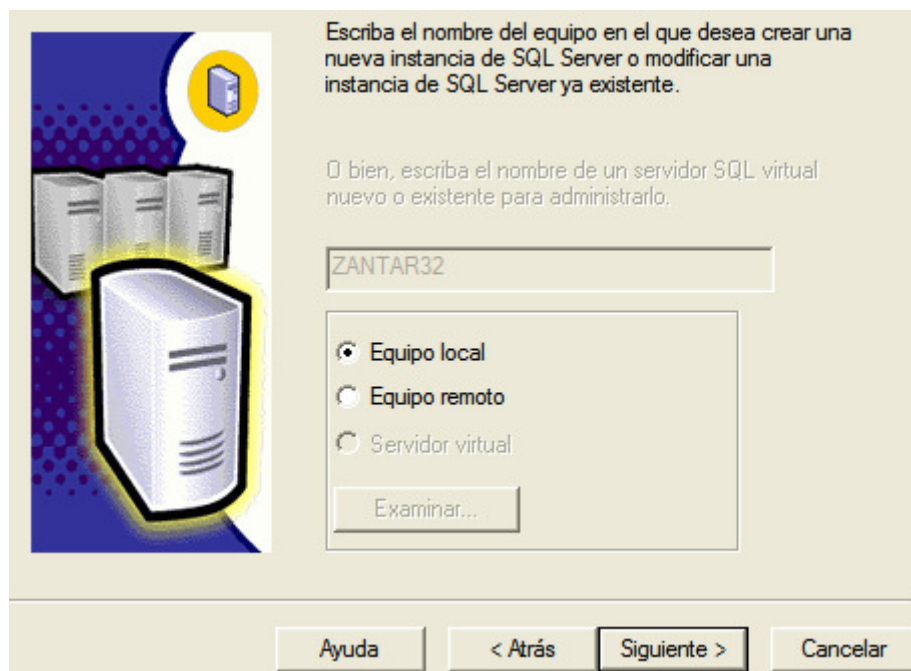 Escriba el nombre del equipo en el que desea crear una
nueva instancia de SQL Server o modificar una
instancia de SQL Server ya existente.
O bien, escriba el nombre de un servidor SQL virtual
nuevo o existente para administrarlo.
ZANTAR32
Equipo local
Equipo remoto
Servidor virtual
Examinar...
Ayuda
< Atrás
Siguiente >
Cancelar